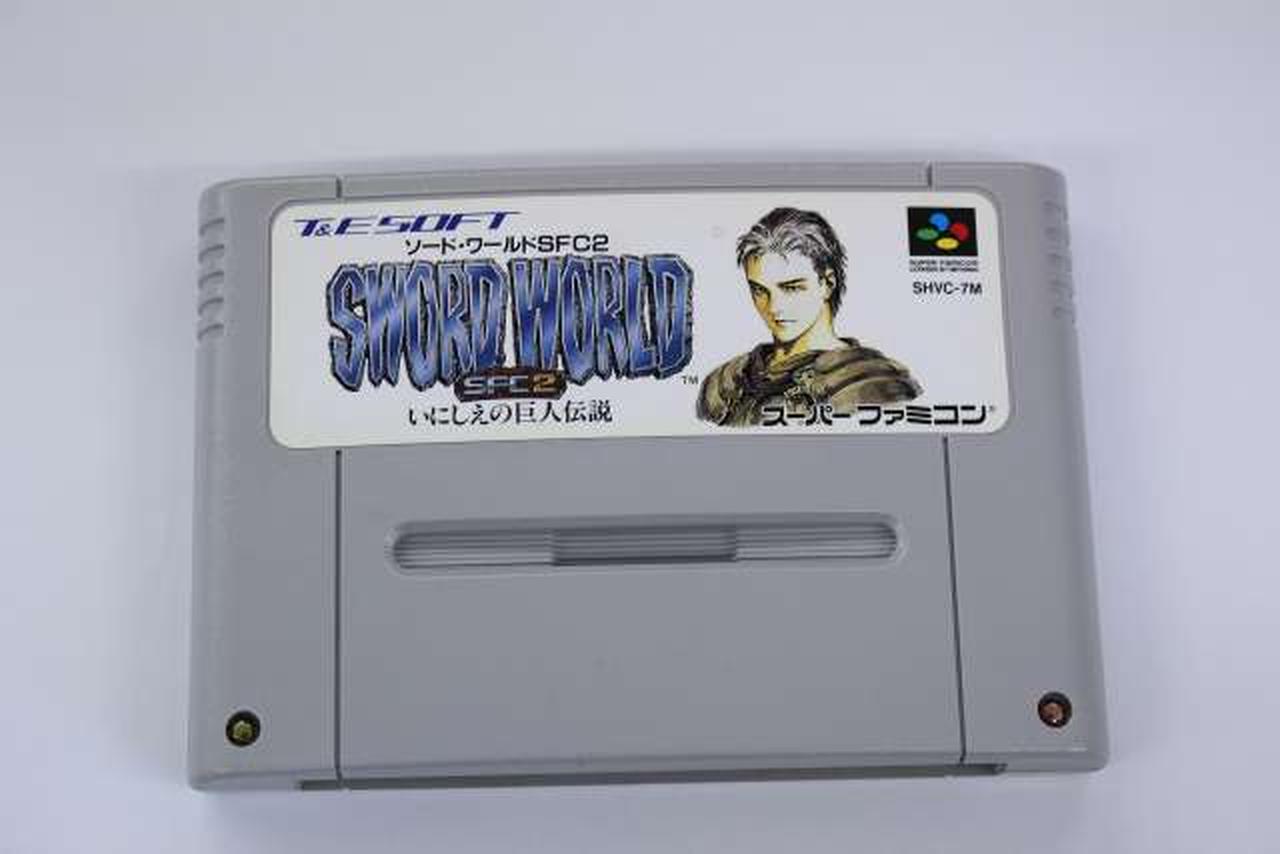 T&E SOFT
ソード・ワールドSFC2
SWORD WORLD
SFC2
TM
いにしえの巨人伝説
SUPER FAMICOM
SHVC-7M
スーパーファミコン®